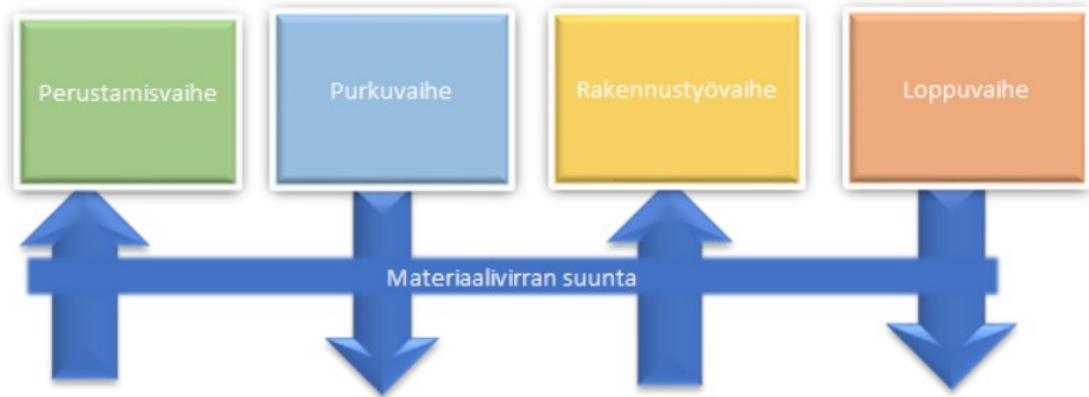 Perustamisvaihe
Purkuvaihe
Rakennustyövaihe
Loppuvaihe
Materiaalivirran suunta